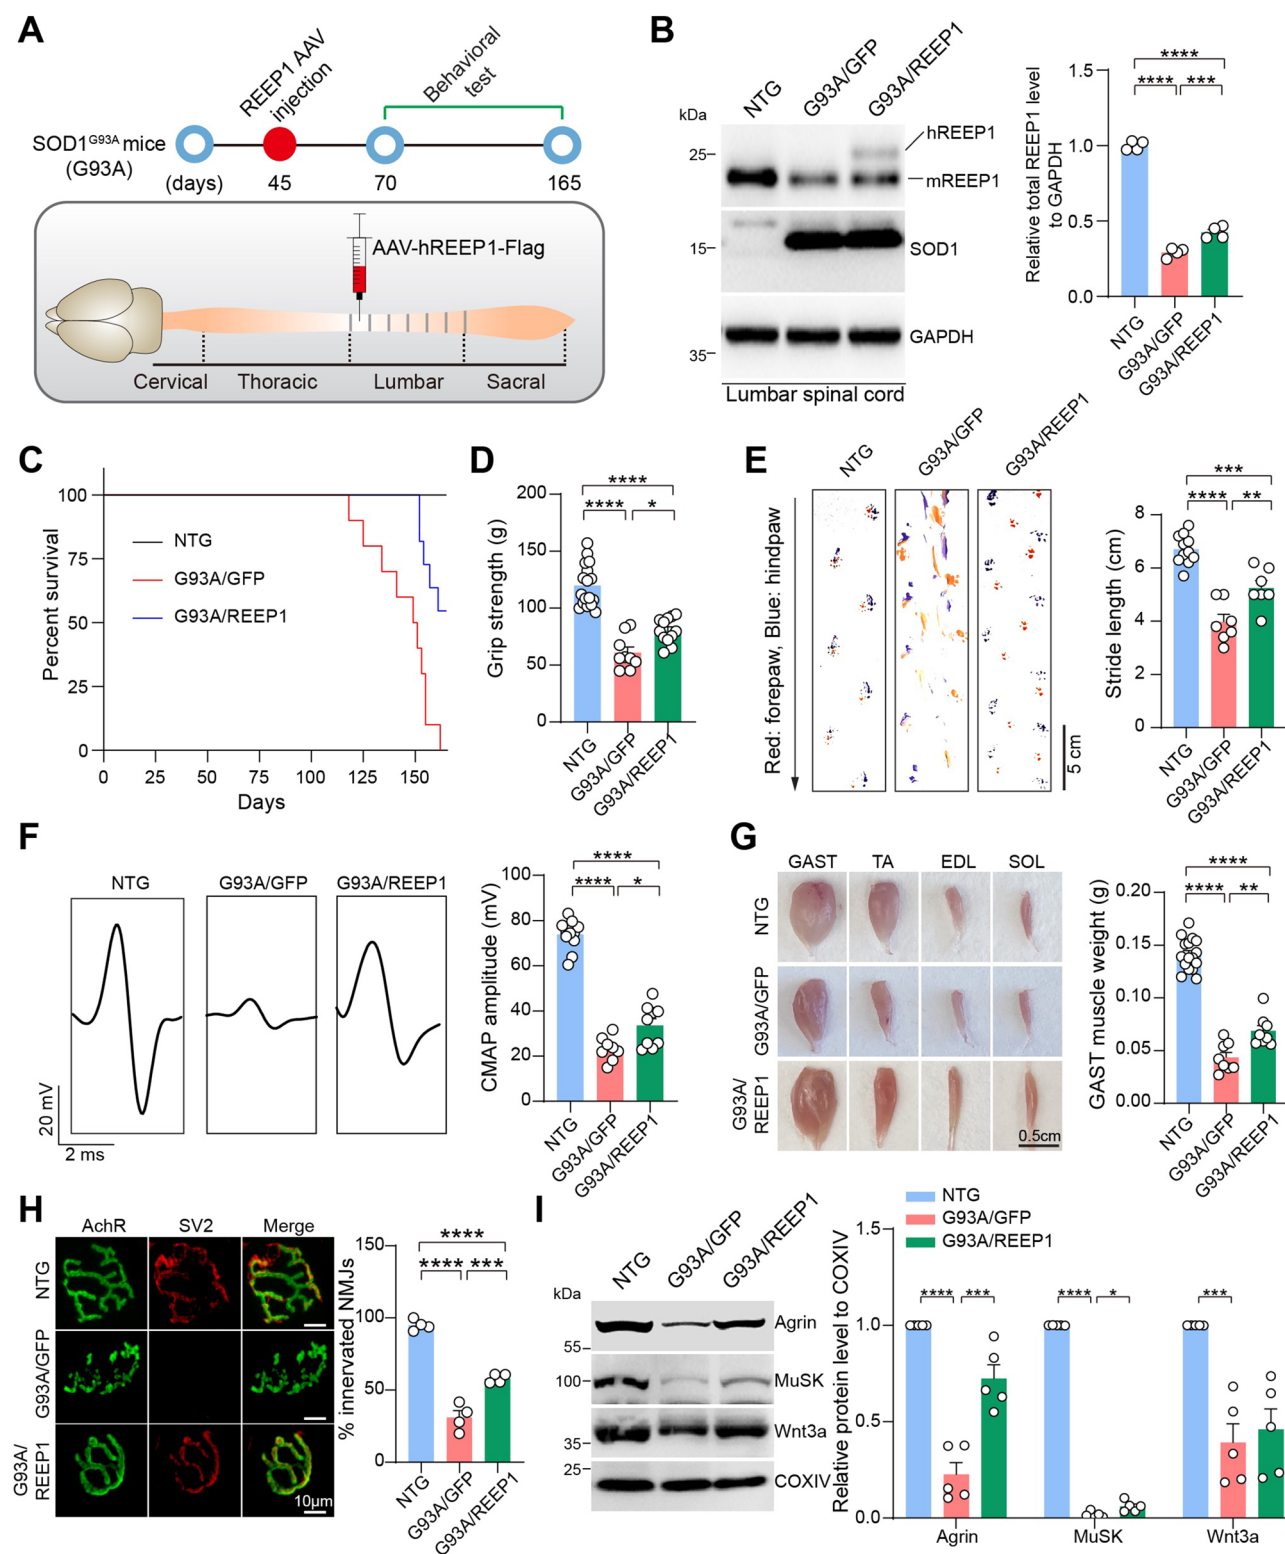 A
REEP1 AAV
injection
Behavioral
test
SOD1G93A mice
(G93A)
(days)
45
70
165
AAV-hREEP1-Flag
Cervical
Thoracic
Lumbar
Sacral
B
NTG
G93A/GFP
G93A/REEP1
kDa
25
15
35
hREEP1
mREEP1
SOD1
GAPDH
Lumbar spinal cord
Relative total REEP1 level
to GAPDH
1.5
1.0
0.5
0.0
****
**** ***
NTG
G93A/GFP
G93A/REEP1
C
Percent survival
100
75
50
25
0
NTG
G93A/GFP
G93A/REEP1
0 25 50 75 100 125 150
Days
D
Grip strength (g)
200
150
100
50
0
****
**** *
NTG
G93A/GFP
G93A/REEP1
E
NTG
G93A/GFP
G93A/REEP1
Red: forepaw, Blue: hindpaw
5 cm
Stride length (cm)
8
6
4
2
0
***
**** **
NTG
G93A/GFP
G93A/REEP1
F
NTG
G93A/GFP
G93A/REEP1
20 mV
2 ms
CMAP amplitude (mV)
100
80
60
40
20
0
****
**** *
NTG
G93A/GFP
G93A/REEP1
G
GAST TA EDL SOL
NTG
G93A/GFP
G93A/
REEP1
0.5cm
GAST muscle weight (g)
0.20
0.15
0.10
0.05
0.00
****
**** **
NTG
G93A/GFP
G93A/REEP1
H
AchR SV2 Merge
NTG
G93A/GFP
G93A/
REEP1
10μm
% innervated NMJs
150
100
50
0
****
**** ***
NTG
G93A/GFP
G93A/REEP1
I
NTG
G93A/GFP
G93A/REEP1
kDa
55
100
35
25
Agrin
MuSK
Wnt3a
COXIV
NTG
G93A/GFP
G93A/REEP1
Relative protein level to COXIV
1.5
1.0
0.5
0.0
**** ***
**** *
***
Agrin
MuSK
Wnt3a